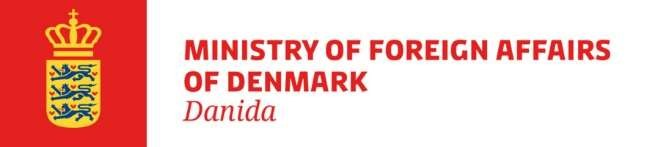 MINISTRY OF FOREIGN AFFAIRS
OF DENMARK
Danida